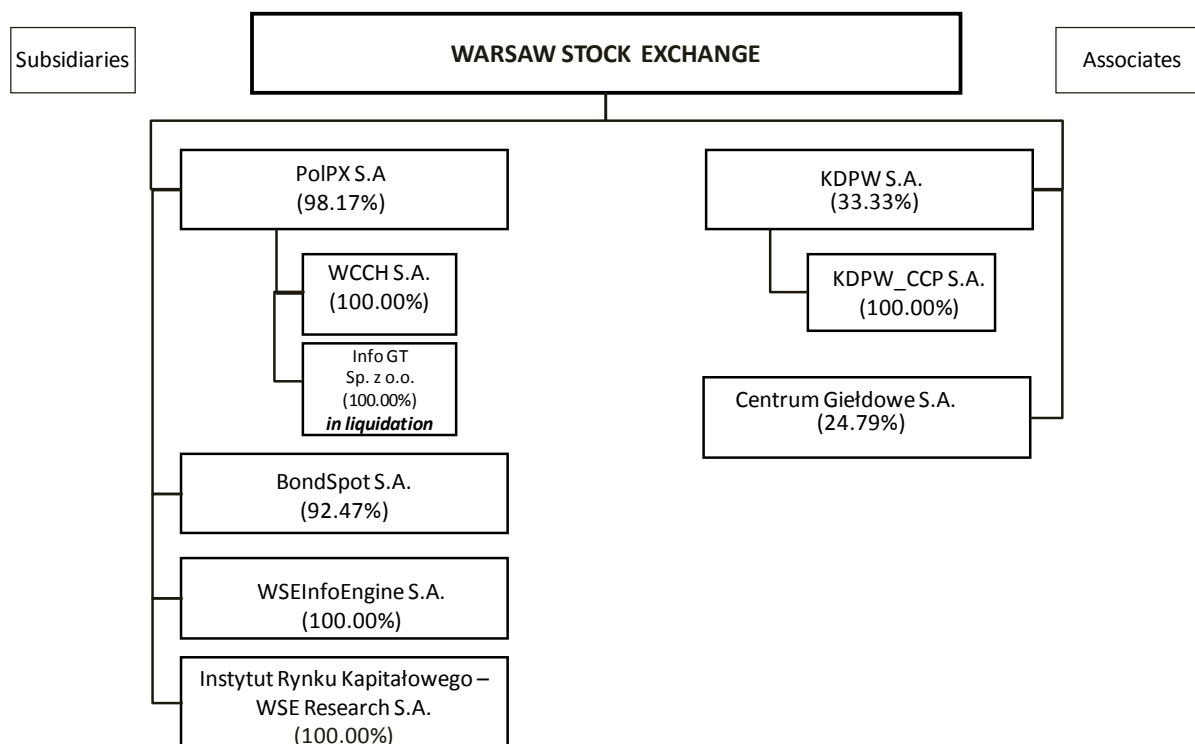 Subsidiaries
WARSAW STOCK EXCHANGE
Associates
PolPX S.A
(98.17%)
WCCH S.A.
(100.00%)
Info GT
Sp. z o.o.
(100.00%)
in liquidation
BondSpot S.A.
(92.47%)
WSEInfoEngine S.A.
(100.00%)
Instytut Rynku Kapitałowego –
WSE Research S.A.
(100.00%)
KDPW S.A.
(33.33%)
KDPW_CCP S.A.
(100.00%)
Centrum Giełdowe S.A.
(24.79%)